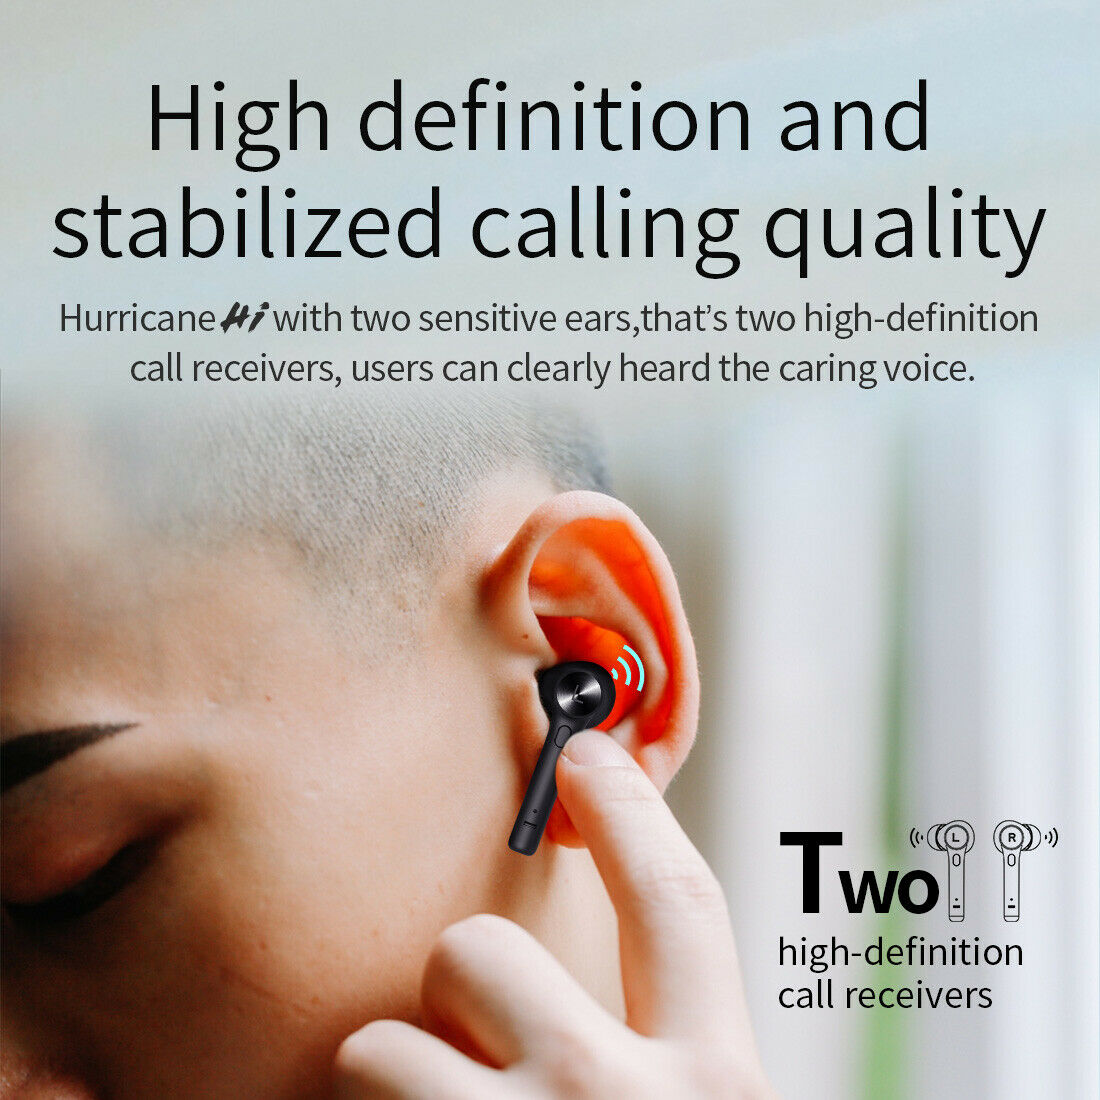 High definition and
stabilized calling quality
Hurricane Hi with two sensitive ears,that's two high-definition
call receivers, users can clearly heard the caring voice.
L R
Two
high-definition
call receivers